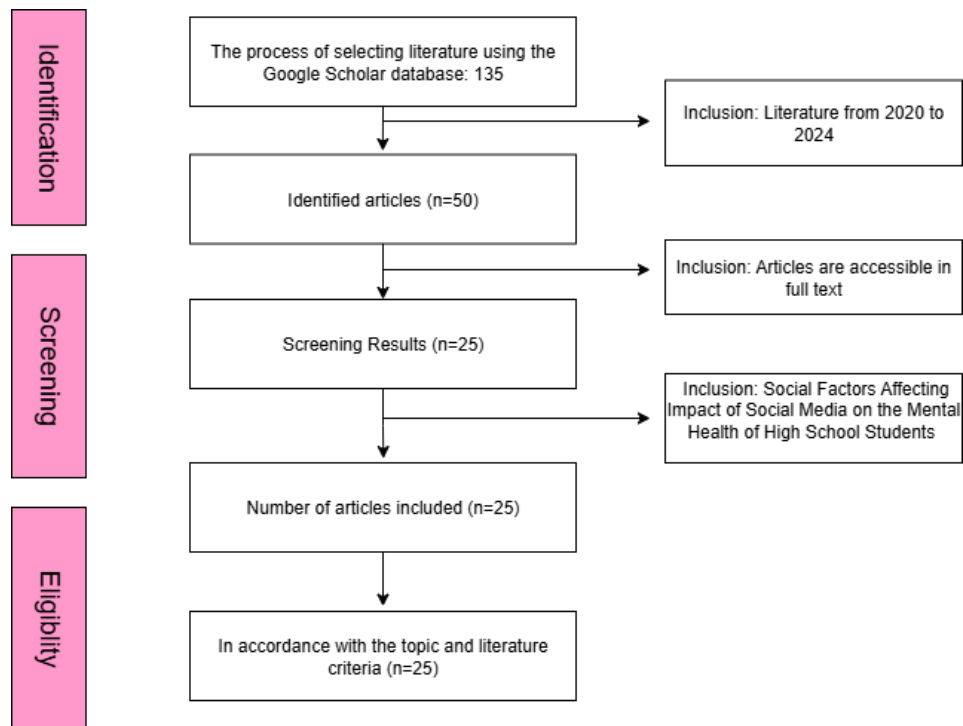 Identification
The process of selecting literature using the
Google Scholar database: 135
Inclusion: Literature from 2020 to
2024
Identified articles (n=50)
Inclusion: Articles are accessible in
full text
Screening
Screening Results (n=25)
Inclusion: Social Factors Affecting
Impact of Social Media on the Mental
Health of High School Students
Number of articles included (n=25)
Eligiblity
In accordance with the topic and literature
criteria (n=25)